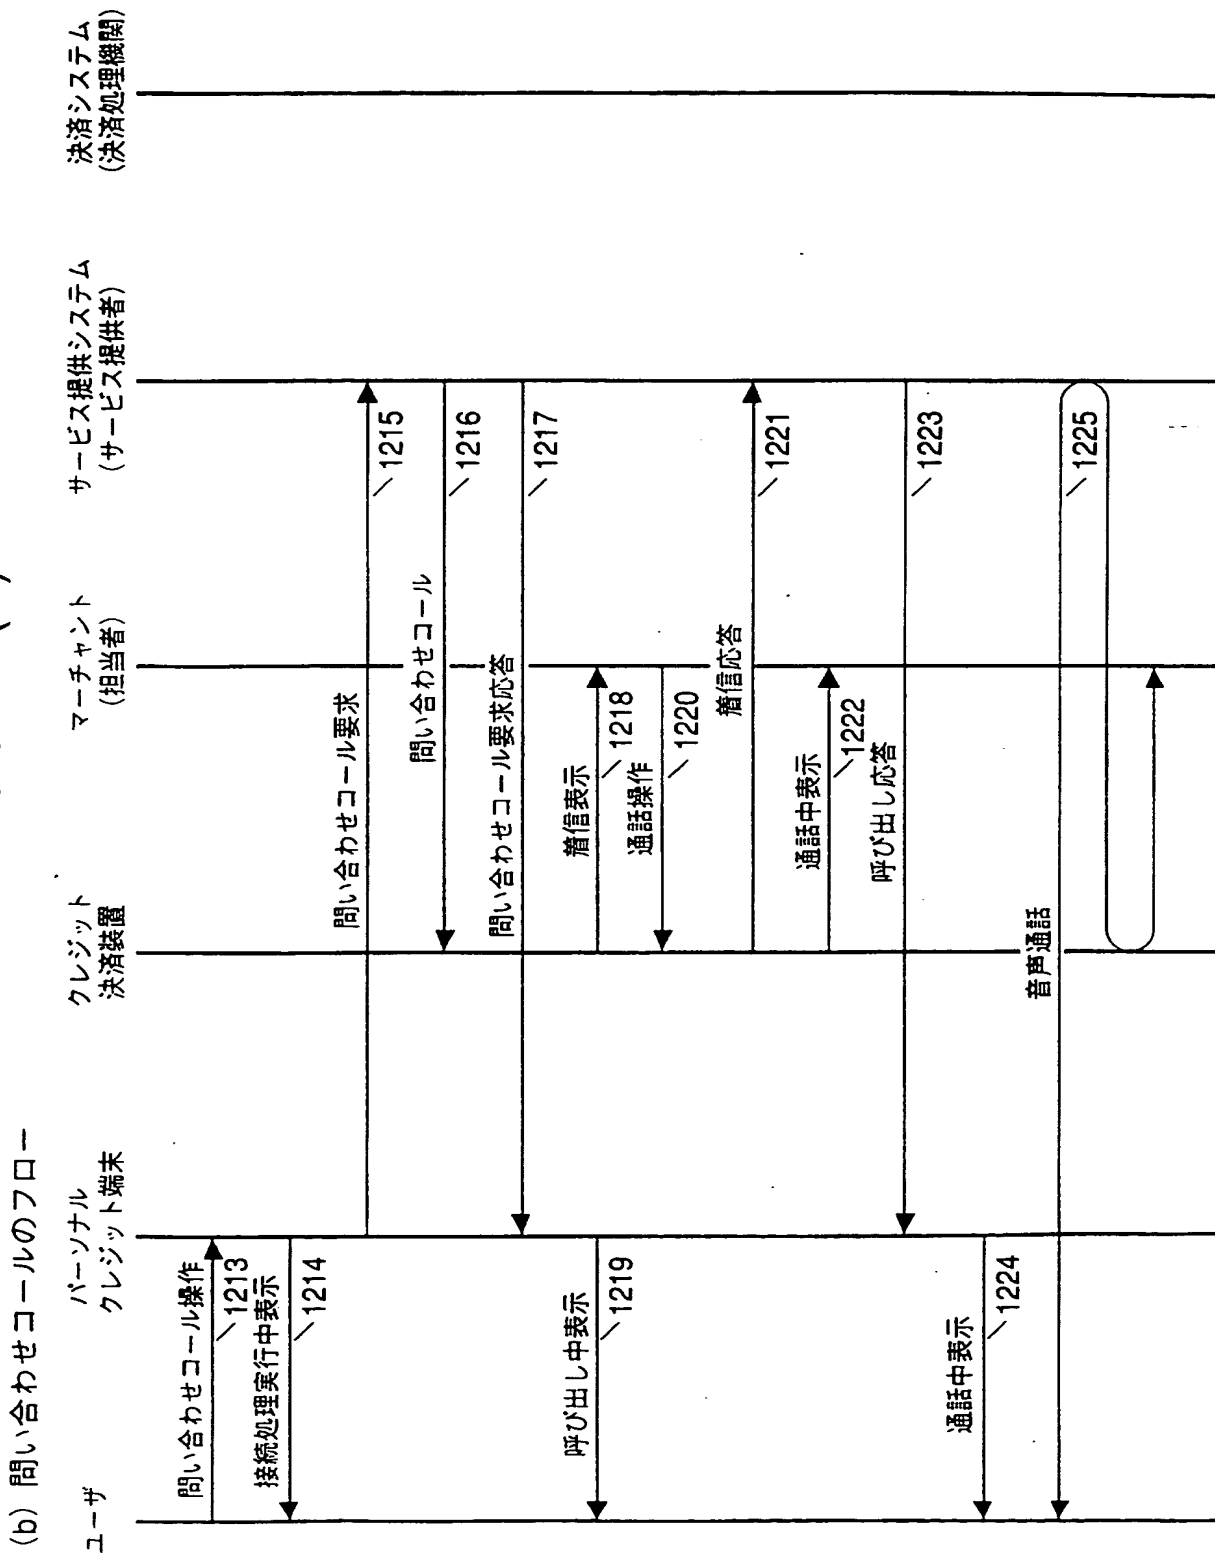 (b) 問い合わせコールのフロー
ユーザ
パーソナル
クレジット端末
クレジット
決済装置
マーチャント
(担当者)
サービス提供システム
(サービス提供者)
決済システム
(決済処理機関)
問い合わせコール操作
1213
接続処理実行中表示
1214
問い合わせコール要求
1215
問い合わせコール
1216
問い合わせコール要求応答
1217
着信表示
1218
呼び出し中表示
1219
通話操作
1220
着信応答
1221
通話中表示
1222
呼び出し応答
1223
通話中表示
1224
音声通話
1225